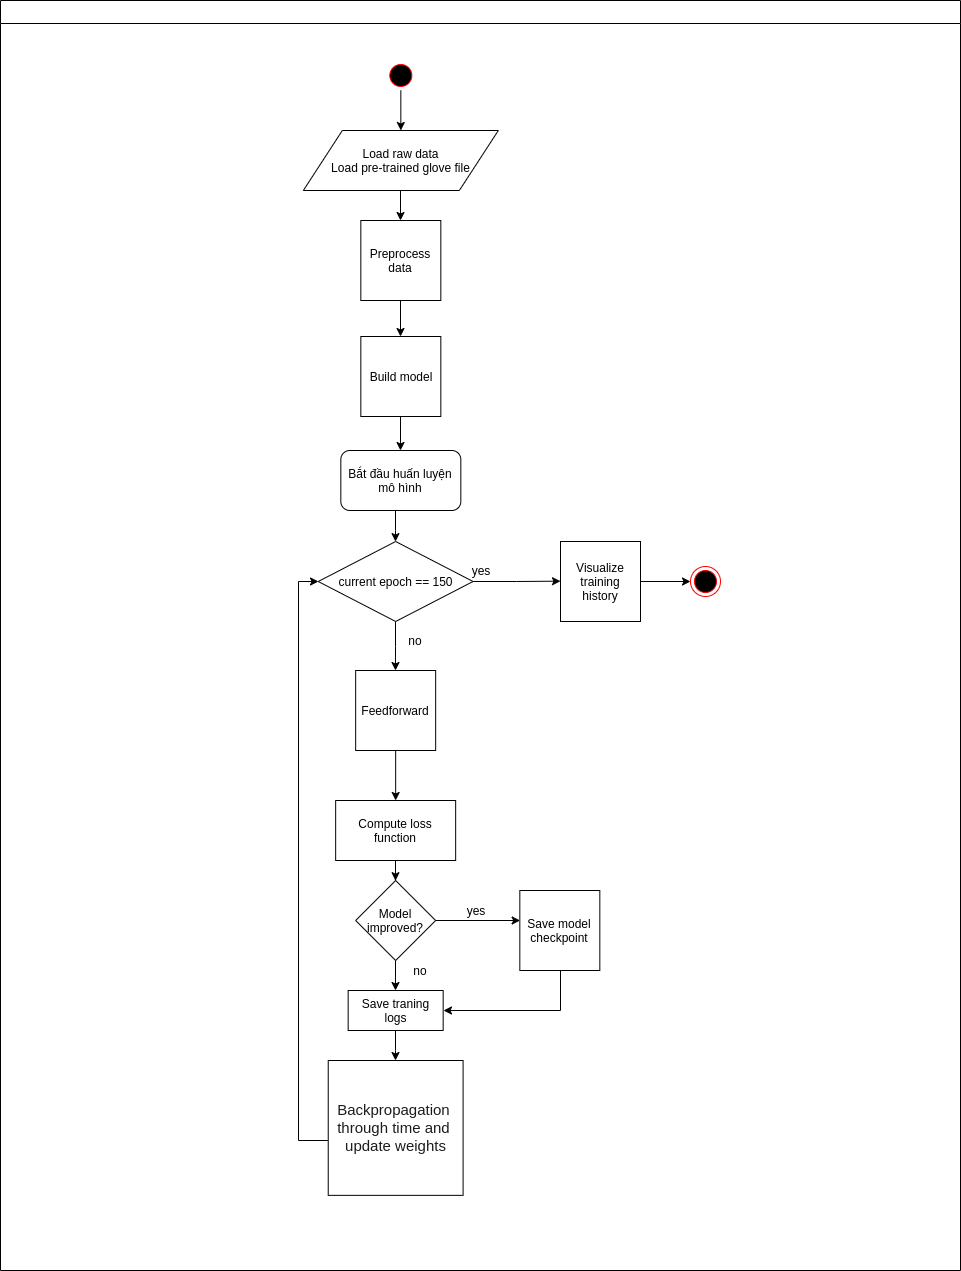 Load raw data
Load pre-trained glove file
Preprocess
data
Build model
Bắt đầu huấn luyện
mô hình
current epoch == 150
yes
Visualize
training
history
no
Feedforward
Compute loss
function
Model
improved?
yes
Save model
checkpoint
no
Save traning
logs
Backpropagation
through time and
update weights